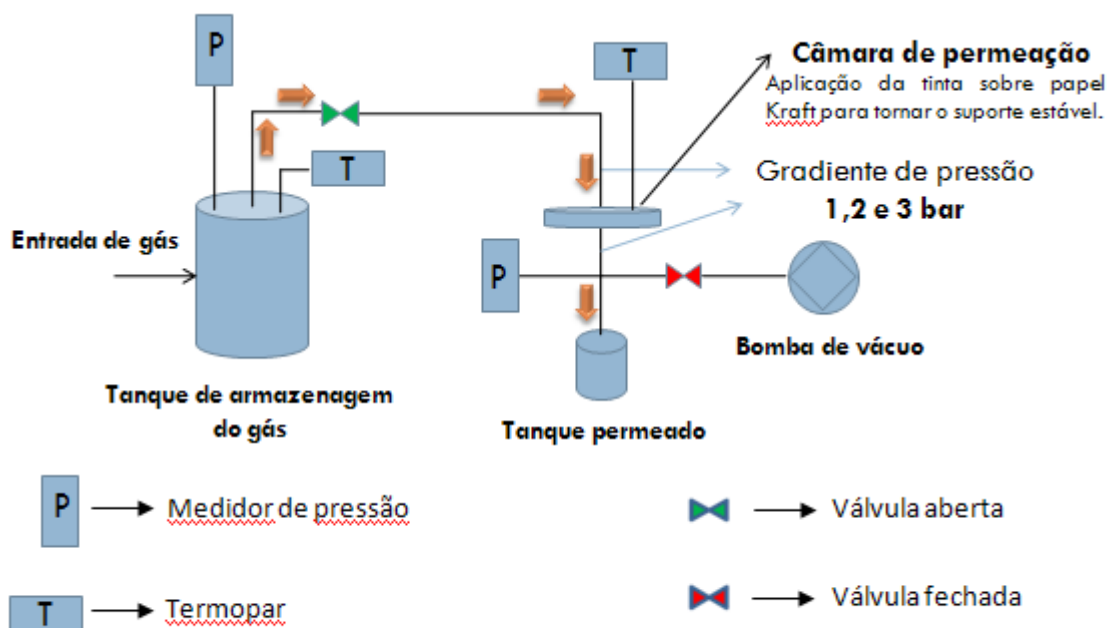 P
T
Câmara de permeação
Aplicação da tinta sobre papel
Kraft para tornar o suporte estável.
T
Gradiente de pressão
1,2 e 3 bar
Entrada de gás
P
Bomba de vácuo
Tanque de armazenagem
do gás
Tanque permeado
P
Medidor de pressão
Válvula aberta
T
Termopar
Válvula fechada